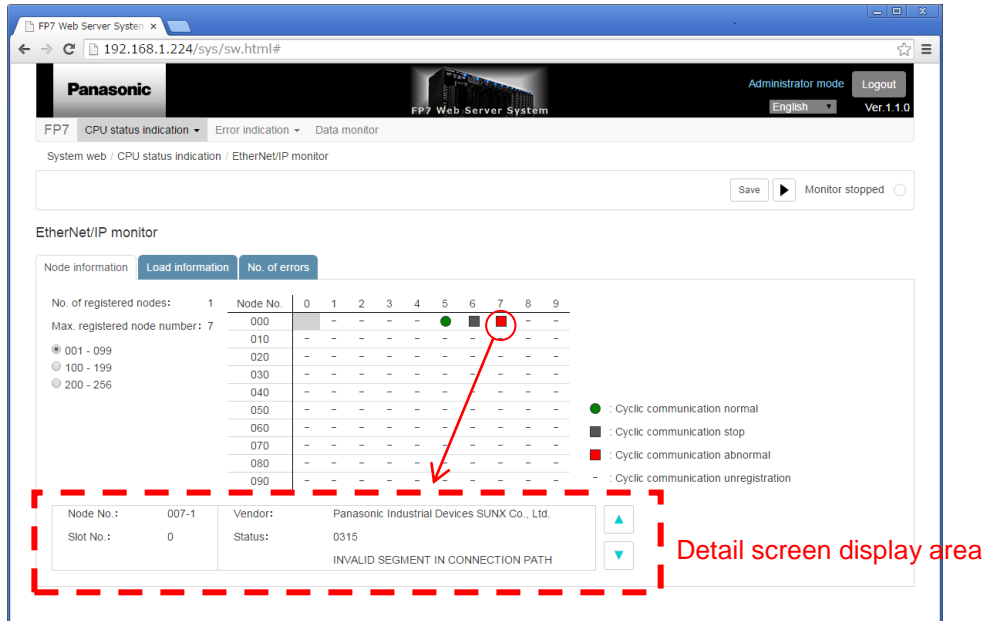 FP7 Web Server System
192.168.1.224/sys/sw.html#
Panasonic
FP7 Web Server System
Administrator mode
Logout
English
Ver.1.1.0
FP7 CPU status indication Error indication Data monitor
System web / CPU status indication / EtherNet/IP monitor
Save
Monitor stopped
EtherNet/IP monitor
Node information Load information No. of errors
No. of registered nodes: 1
Max. registered node number: 7
001 - 099
100 - 199
200 - 256
Node No. 0 1 2 3 4 5 6 7 8 9
000 - - - - - -
010 - - - - - - - - - -
020 - - - - - - - - - -
030 - - - - - - - - - -
040 - - - - - - - - - -
050 - - - - - - - - - -
060 - - - - - - - - - -
070 - - - - - - - - - -
080 - - - - - - - - - -
090 - - - - - - - - - -
: Cyclic communication normal
: Cyclic communication stop
: Cyclic communication abnormal
- : Cyclic communication unregistration
Node No.: 007-1 Vendor: Panasonic Industrial Devices SUNX Co., Ltd.
Slot No.: 0 Status: 0315
INVALID SEGMENT IN CONNECTION PATH
Detail screen display area